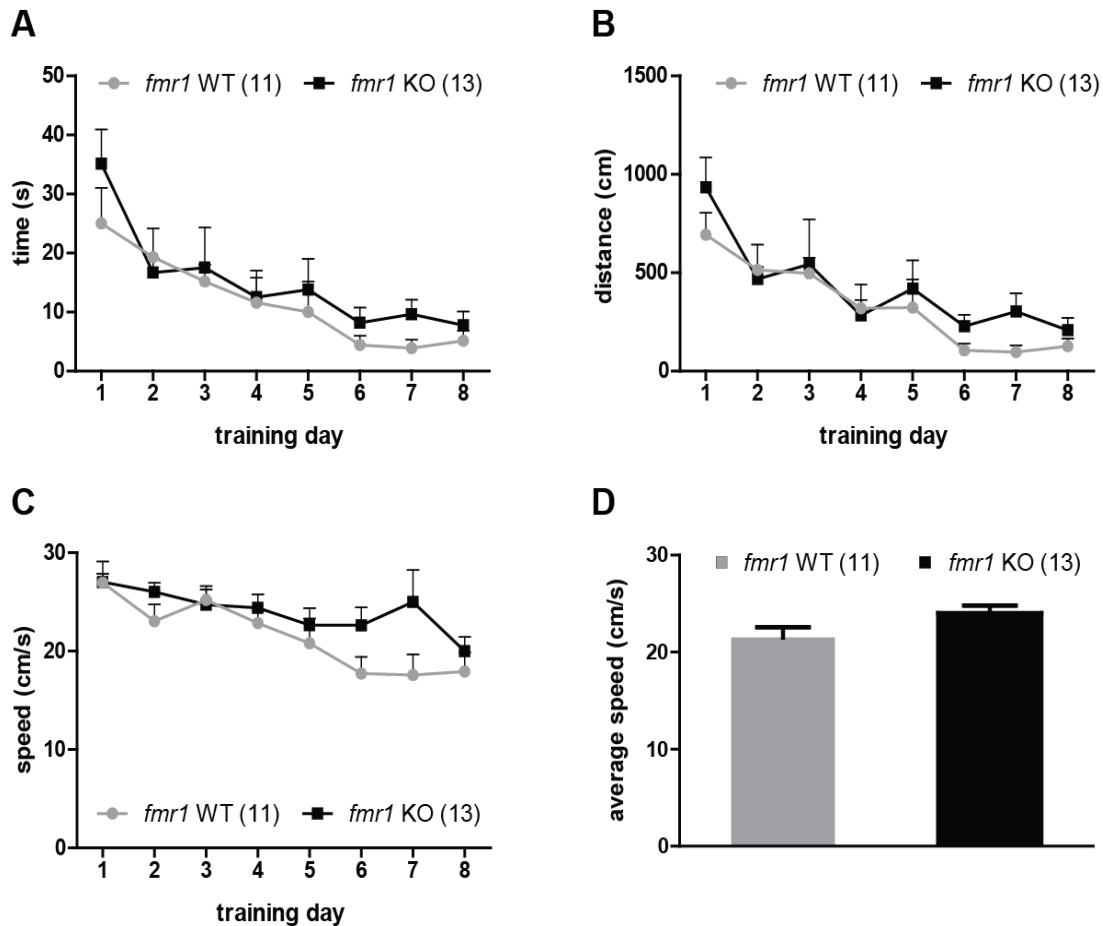 A
time (s)
50
40
30
20
10
0
fmr1 WT (11) fmr1 KO (13)
1 2 3 4 5 6 7 8
training day
B
distance (cm)
1500
1000
500
0
fmr1 WT (11) fmr1 KO (13)
1 2 3 4 5 6 7 8
training day
C
speed (cm/s)
30
20
10
0
fmr1 WT (11) fmr1 KO (13)
1 2 3 4 5 6 7 8
training day
D
average speed (cm/s)
30
20
10
0
fmr1 WT (11) fmr1 KO (13)